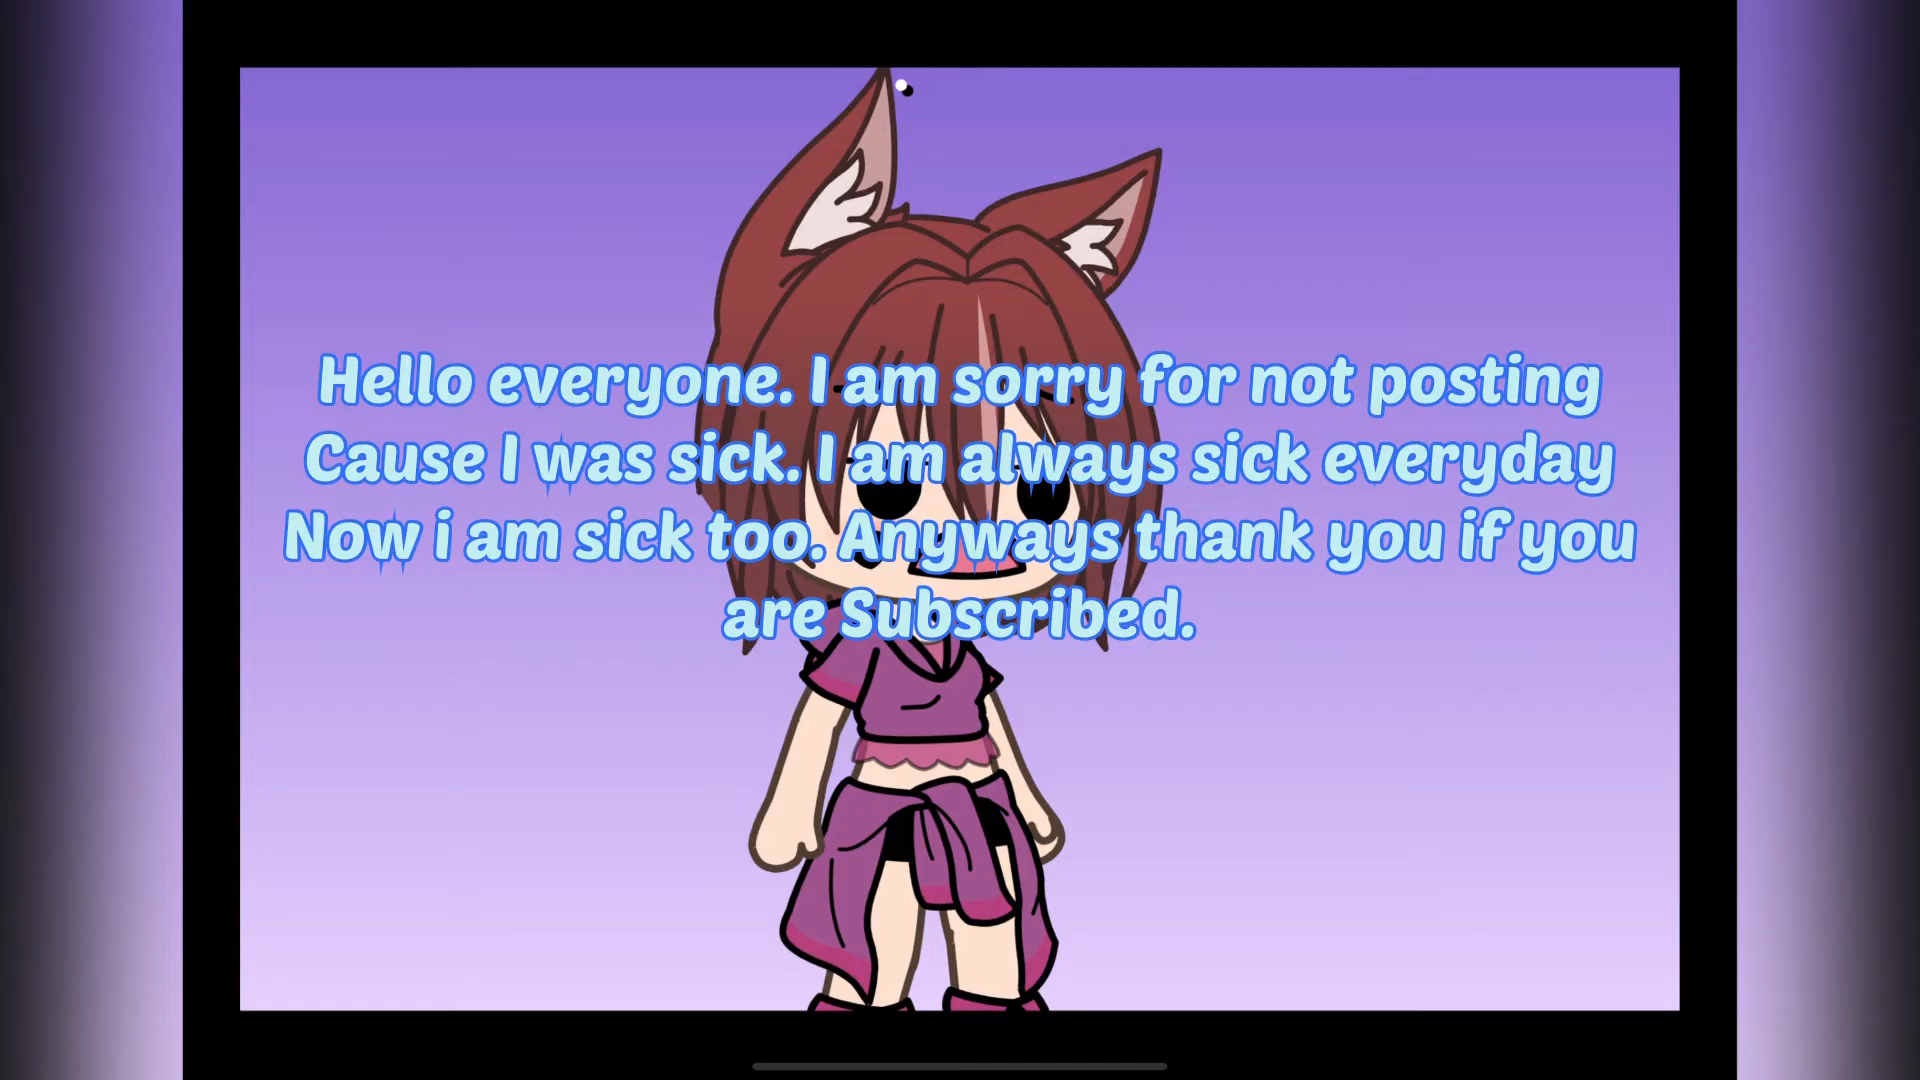 Hello everyone. I am sorry for not posting
Cause I was sick. I am always sick everyday
Now i am sick too. Anyways thank you if you
are Subscribed.